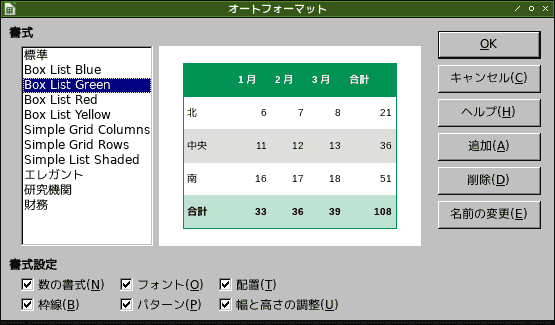 オートフォーマット
書式
標準
Box List Blue
Box List Green
Box List Red
Box List Yellow
Simple Grid Columns
Simple Grid Rows
Simple List Shaded
エレガント
研究機関
財務
1 月 2 月 3 月 合計
北 6 7 8 21
中央 11 12 13 36
南 16 17 18 51
合計 33 36 39 108
OK
キャンセル(C)
ヘルプ(H)
追加(A)
削除(D)
名前の変更(E)
書式設定
数の書式(N) フォント(O) 配置(T)
枠線(B) パターン(P) 幅と高さの調整(U)